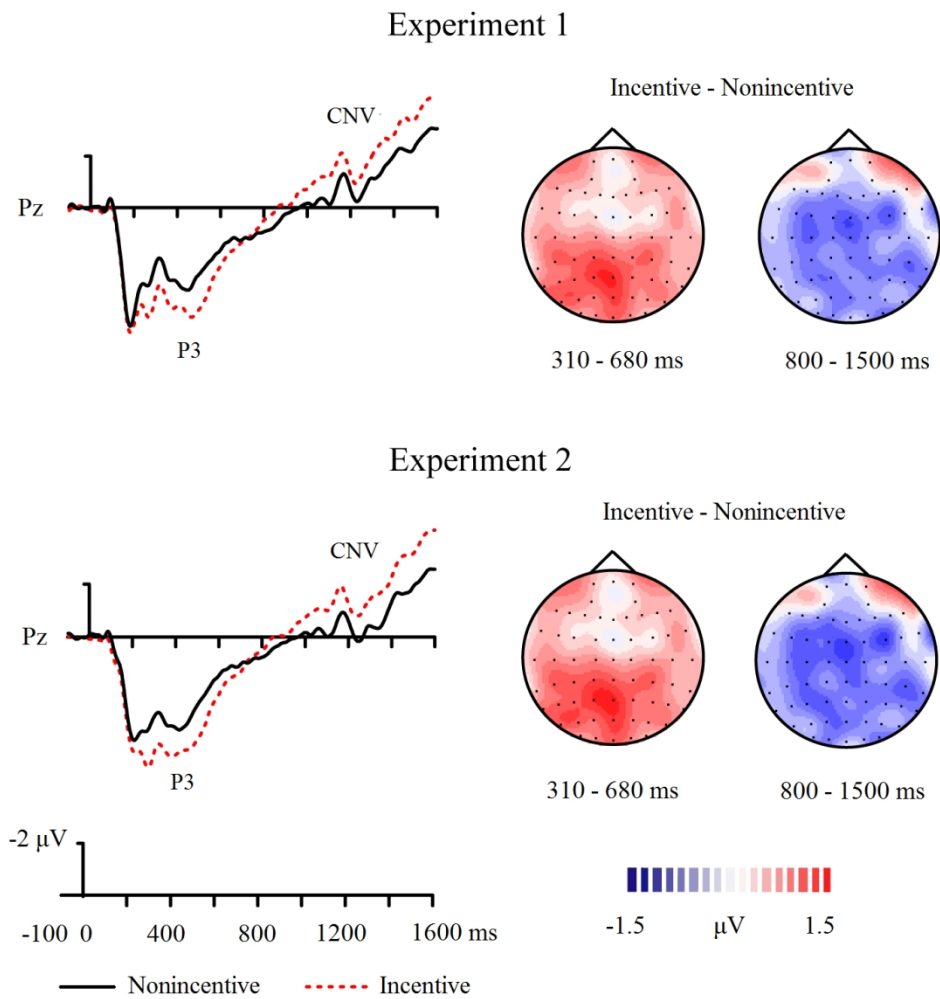 Experiment 1
Incentive - Nonincentive
CNV
Pz
P3
310 - 680 ms
800 - 1500 ms
Experiment 2
Incentive - Nonincentive
CNV
Pz
P3
310 - 680 ms
800 - 1500 ms
-2 μV
-100 0 400 800 1200 1600 ms
-1.5 μV 1.5
Nonincentive Incentive